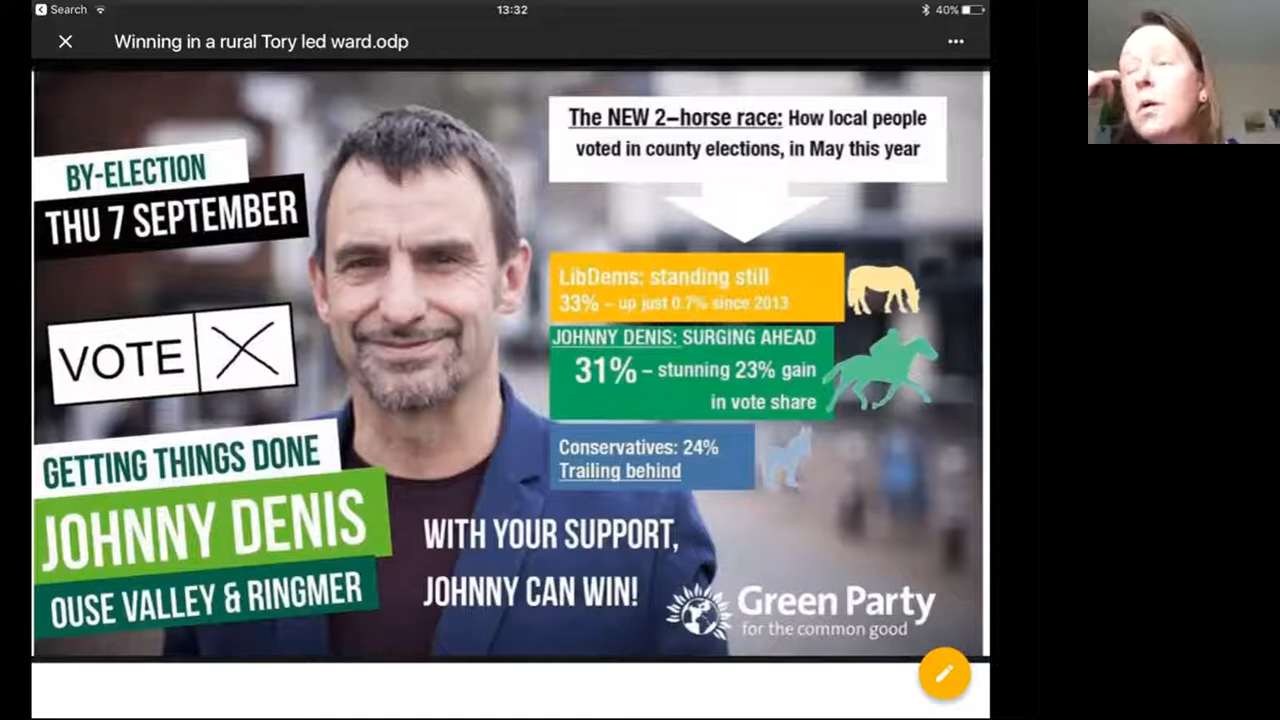 Search
13:32
40%
Winning in a rural Tory led ward.odp
BY-ELECTION
THU 7 SEPTEMBER
VOTE
GETTING THINGS DONE
JOHNNY DENIS
OUSE VALLEY & RINGMER
The NEW 2-horse race: How local people
voted in county elections, in May this year
LibDems: standing still
33% – up just 0.7% since 2013
JOHNNY DENIS: SURGING AHEAD
31% – stunning 23% gain
in vote share
Conservatives: 24%
Trailing behind
WITH YOUR SUPPORT,
JOHNNY CAN WIN!
Green Party
for the common good